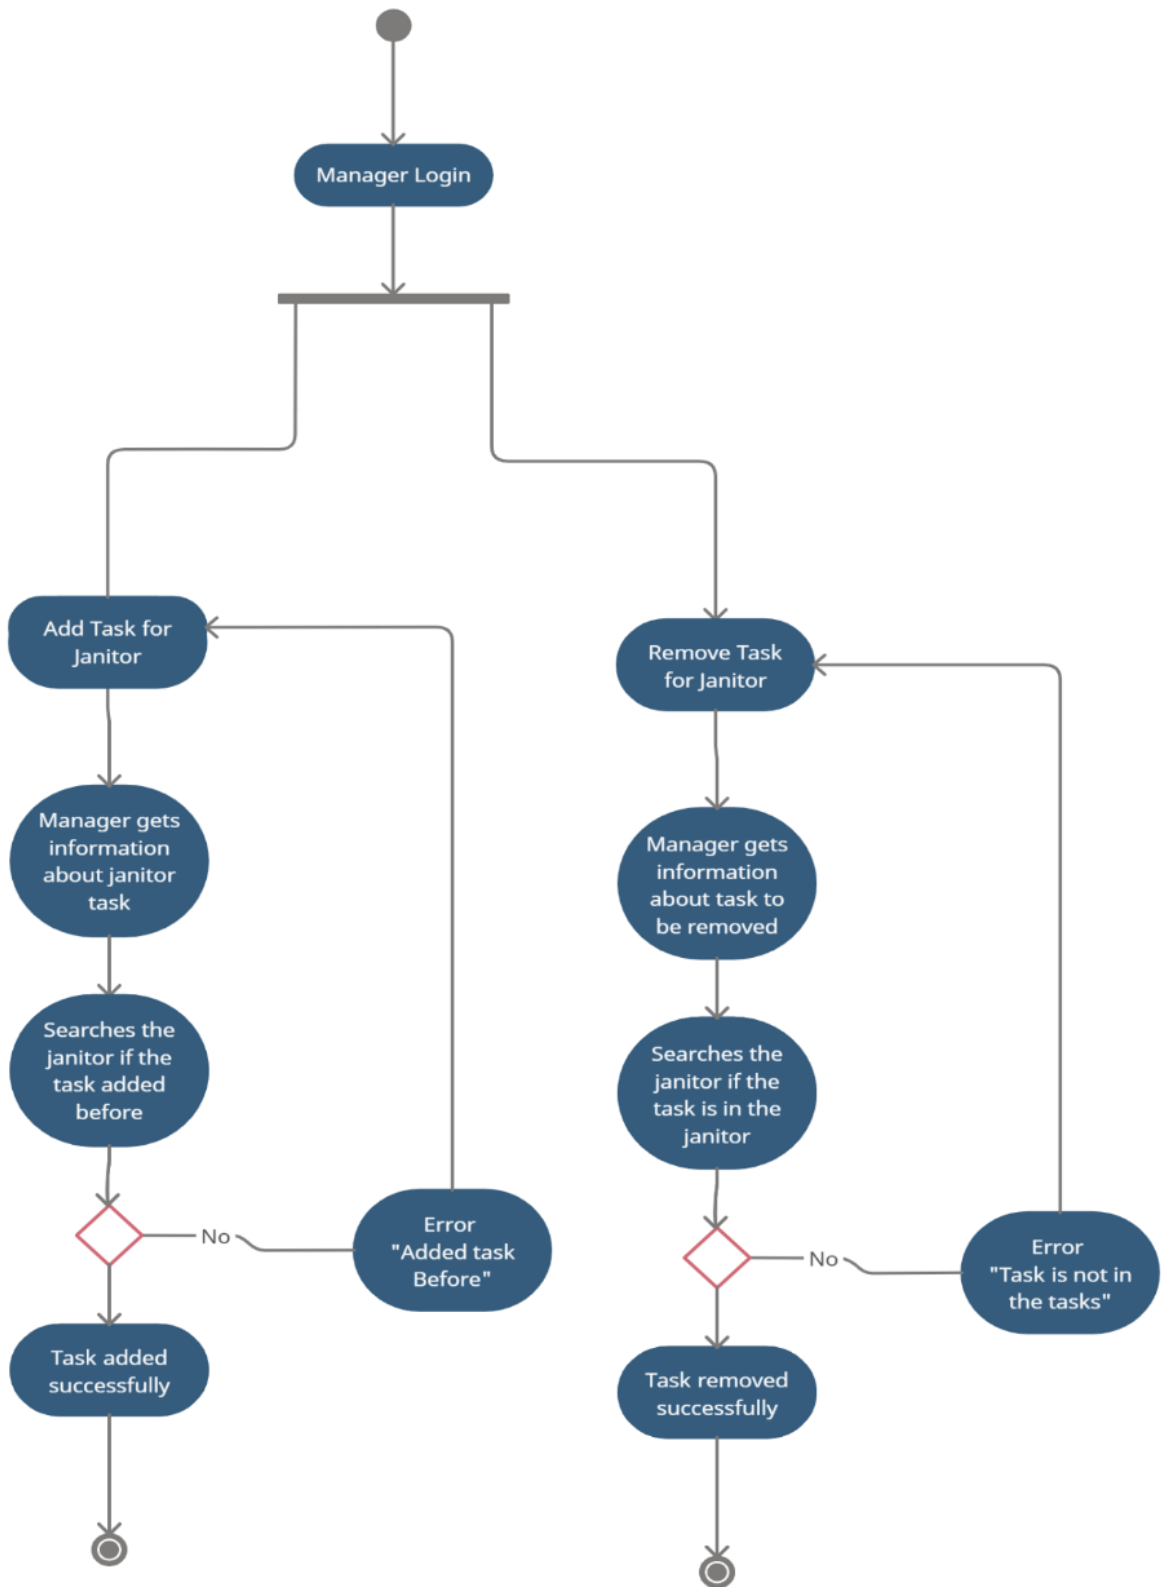 Manager Login
Add Task for
Janitor
Manager gets
information
about janitor
task
Searches the
janitor if the
task added
before
No
Error
"Added task
Before"
Task added
successfully
Remove Task
for Janitor
Manager gets
information
about task to
be removed
Searches the
janitor if the
task is in the
janitor
No
Error
"Task is not in
the tasks"
Task removed
successfully